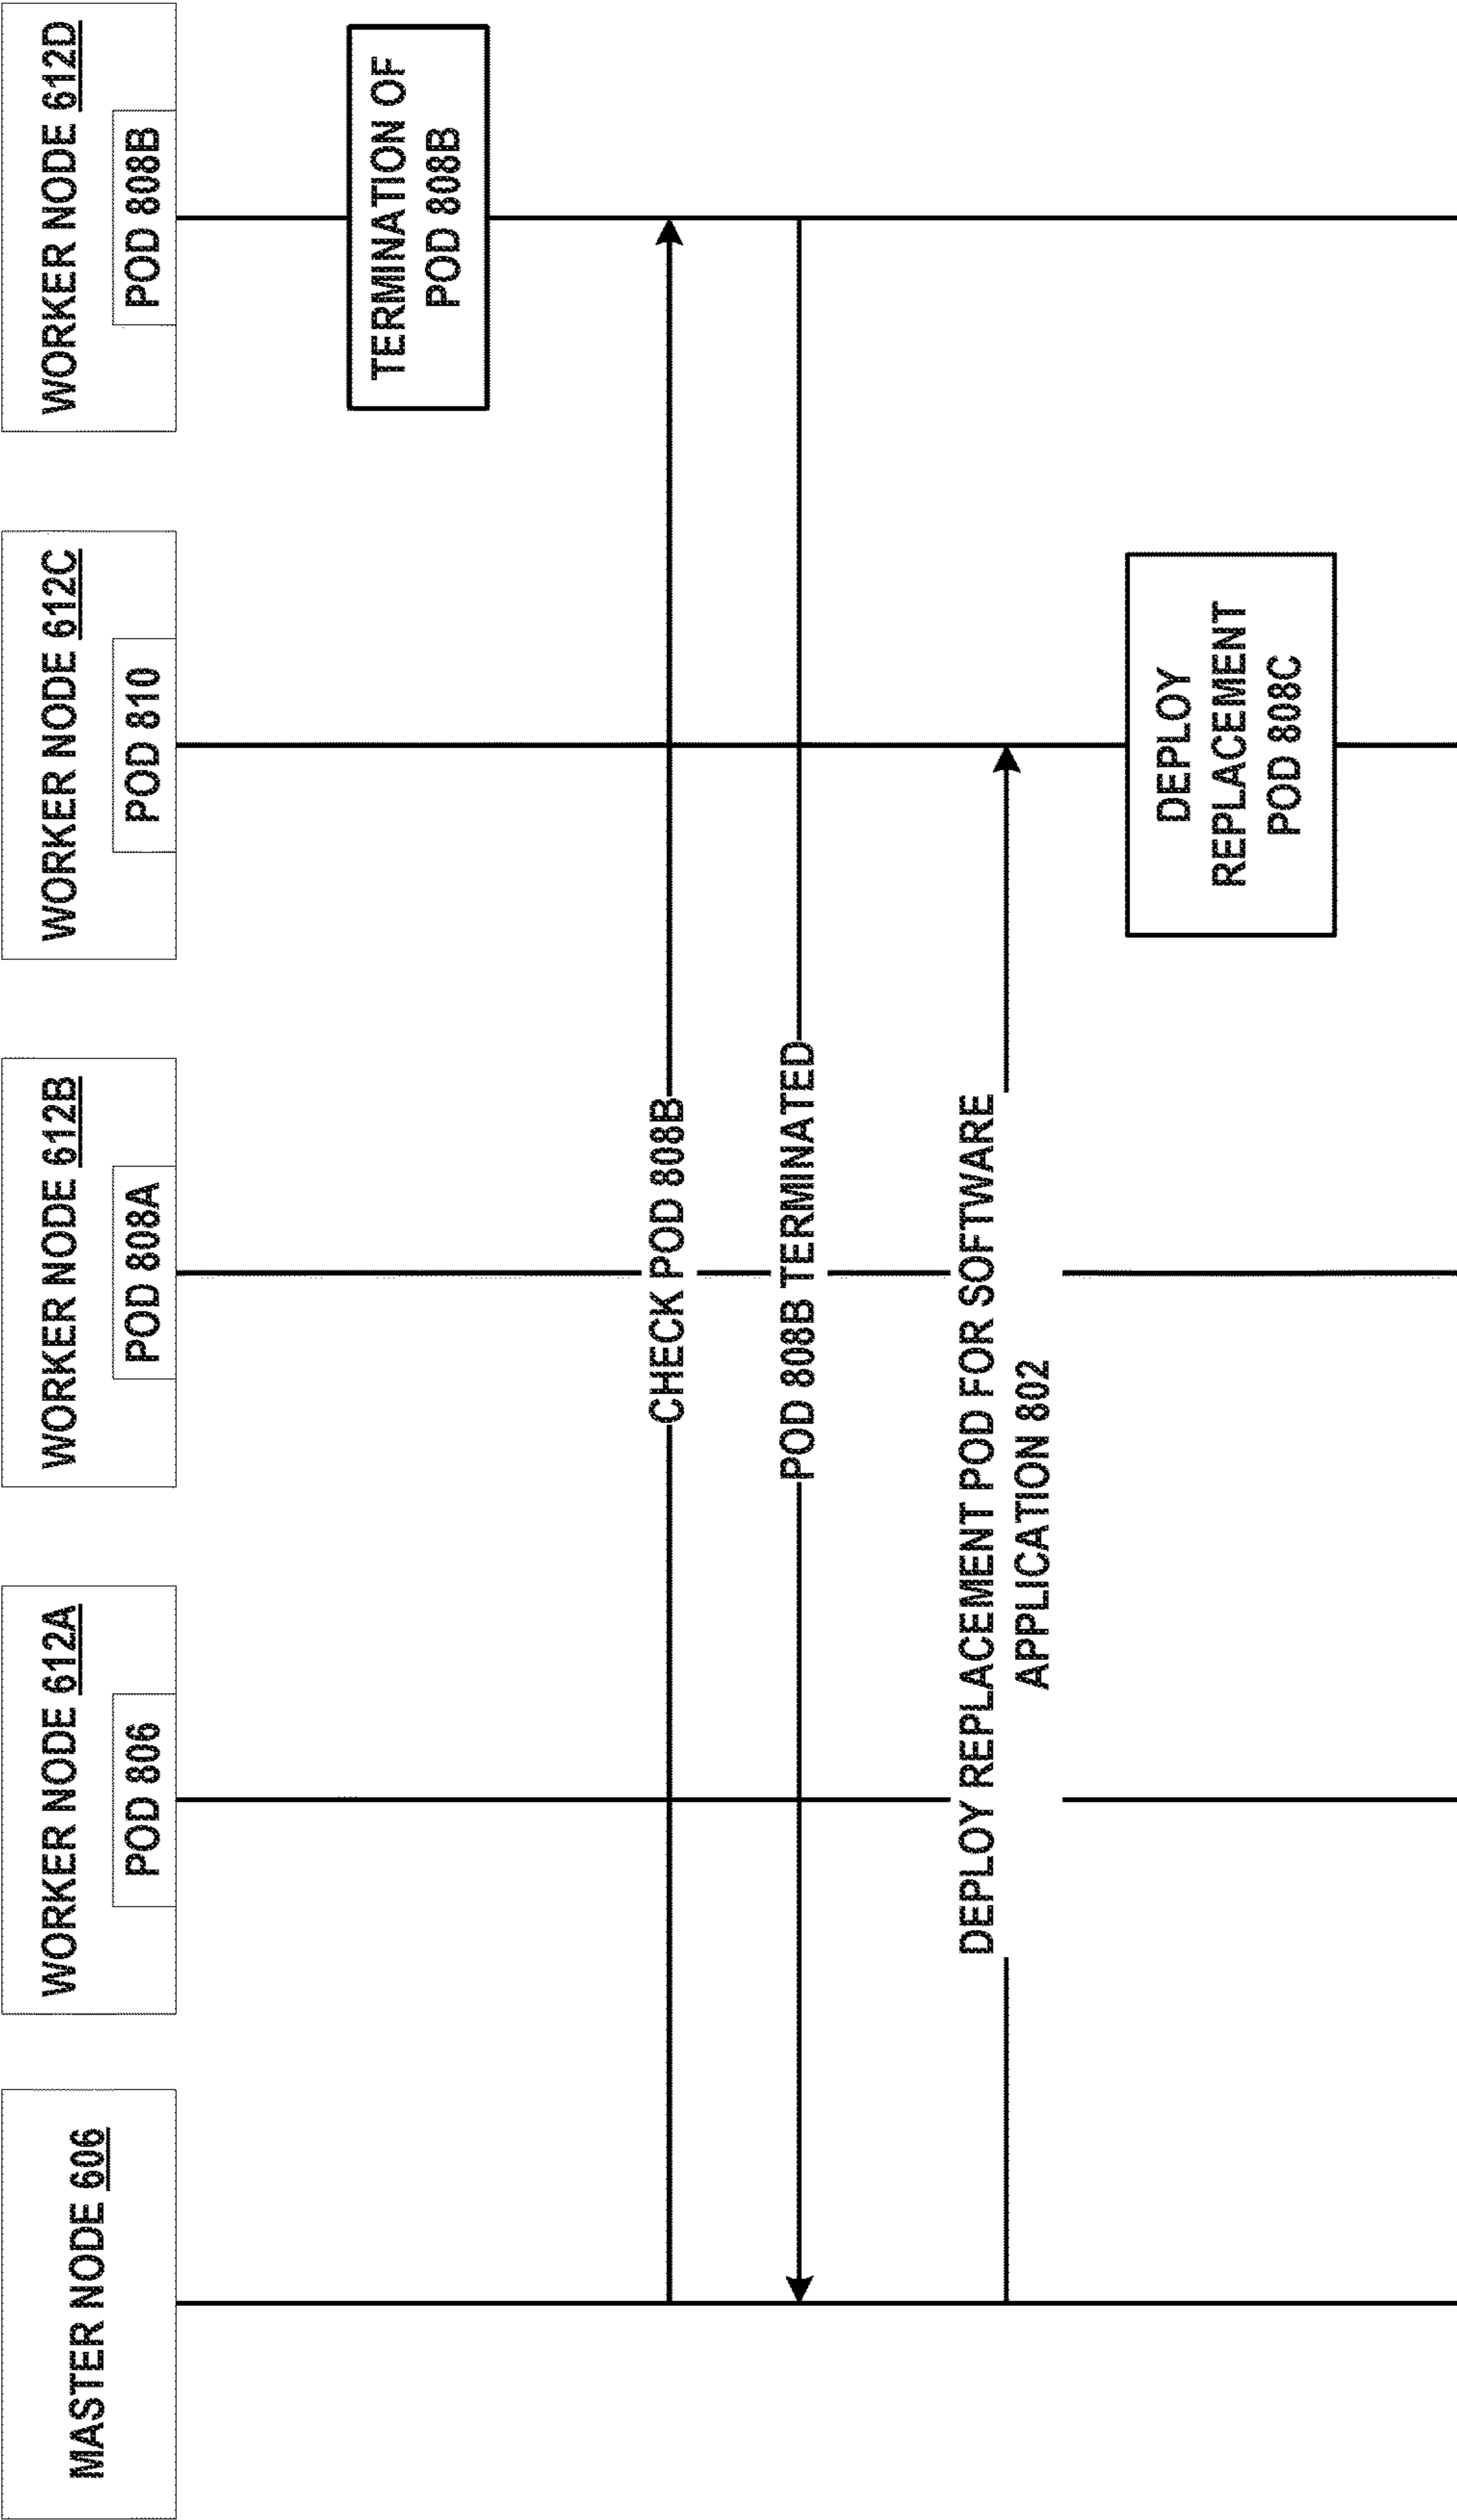 MASTER NODE 606
WORKER NODE 612A
POD 806
WORKER NODE 612B
POD 808A
WORKER NODE 612C
POD 810
WORKER NODE 612D
POD 808B
TERMINATION OF
POD 808B
CHECK POD 808B
POD 808B TERMINATED
DEPLOY REPLACEMENT POD FOR SOFTWARE
APPLICATION 802
DEPLOY
REPLACEMENT
POD 808C